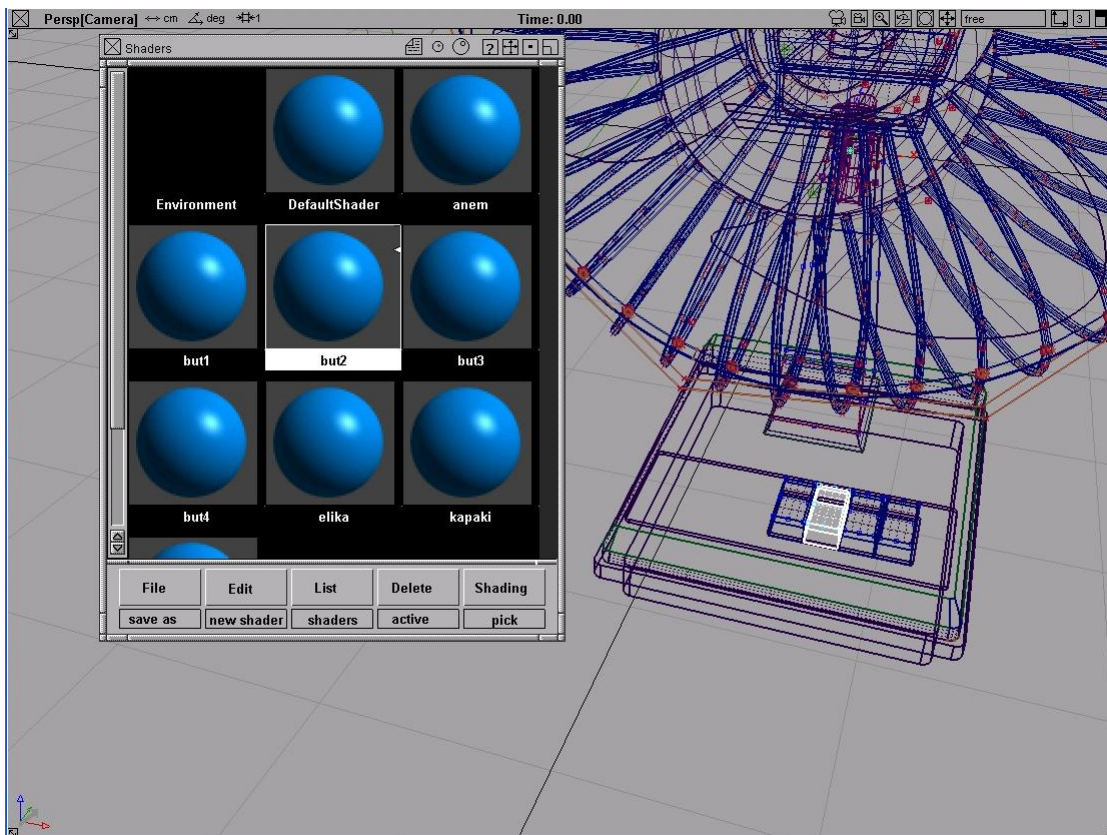 Persp[Camera] cm deg 1 Time: 0.00 free 3
Shaders ?
Environment DefaultShader anem
but1 but2 but3
but4 elika kapaki
File Edit List Delete Shading
save as new shader shaders active pick